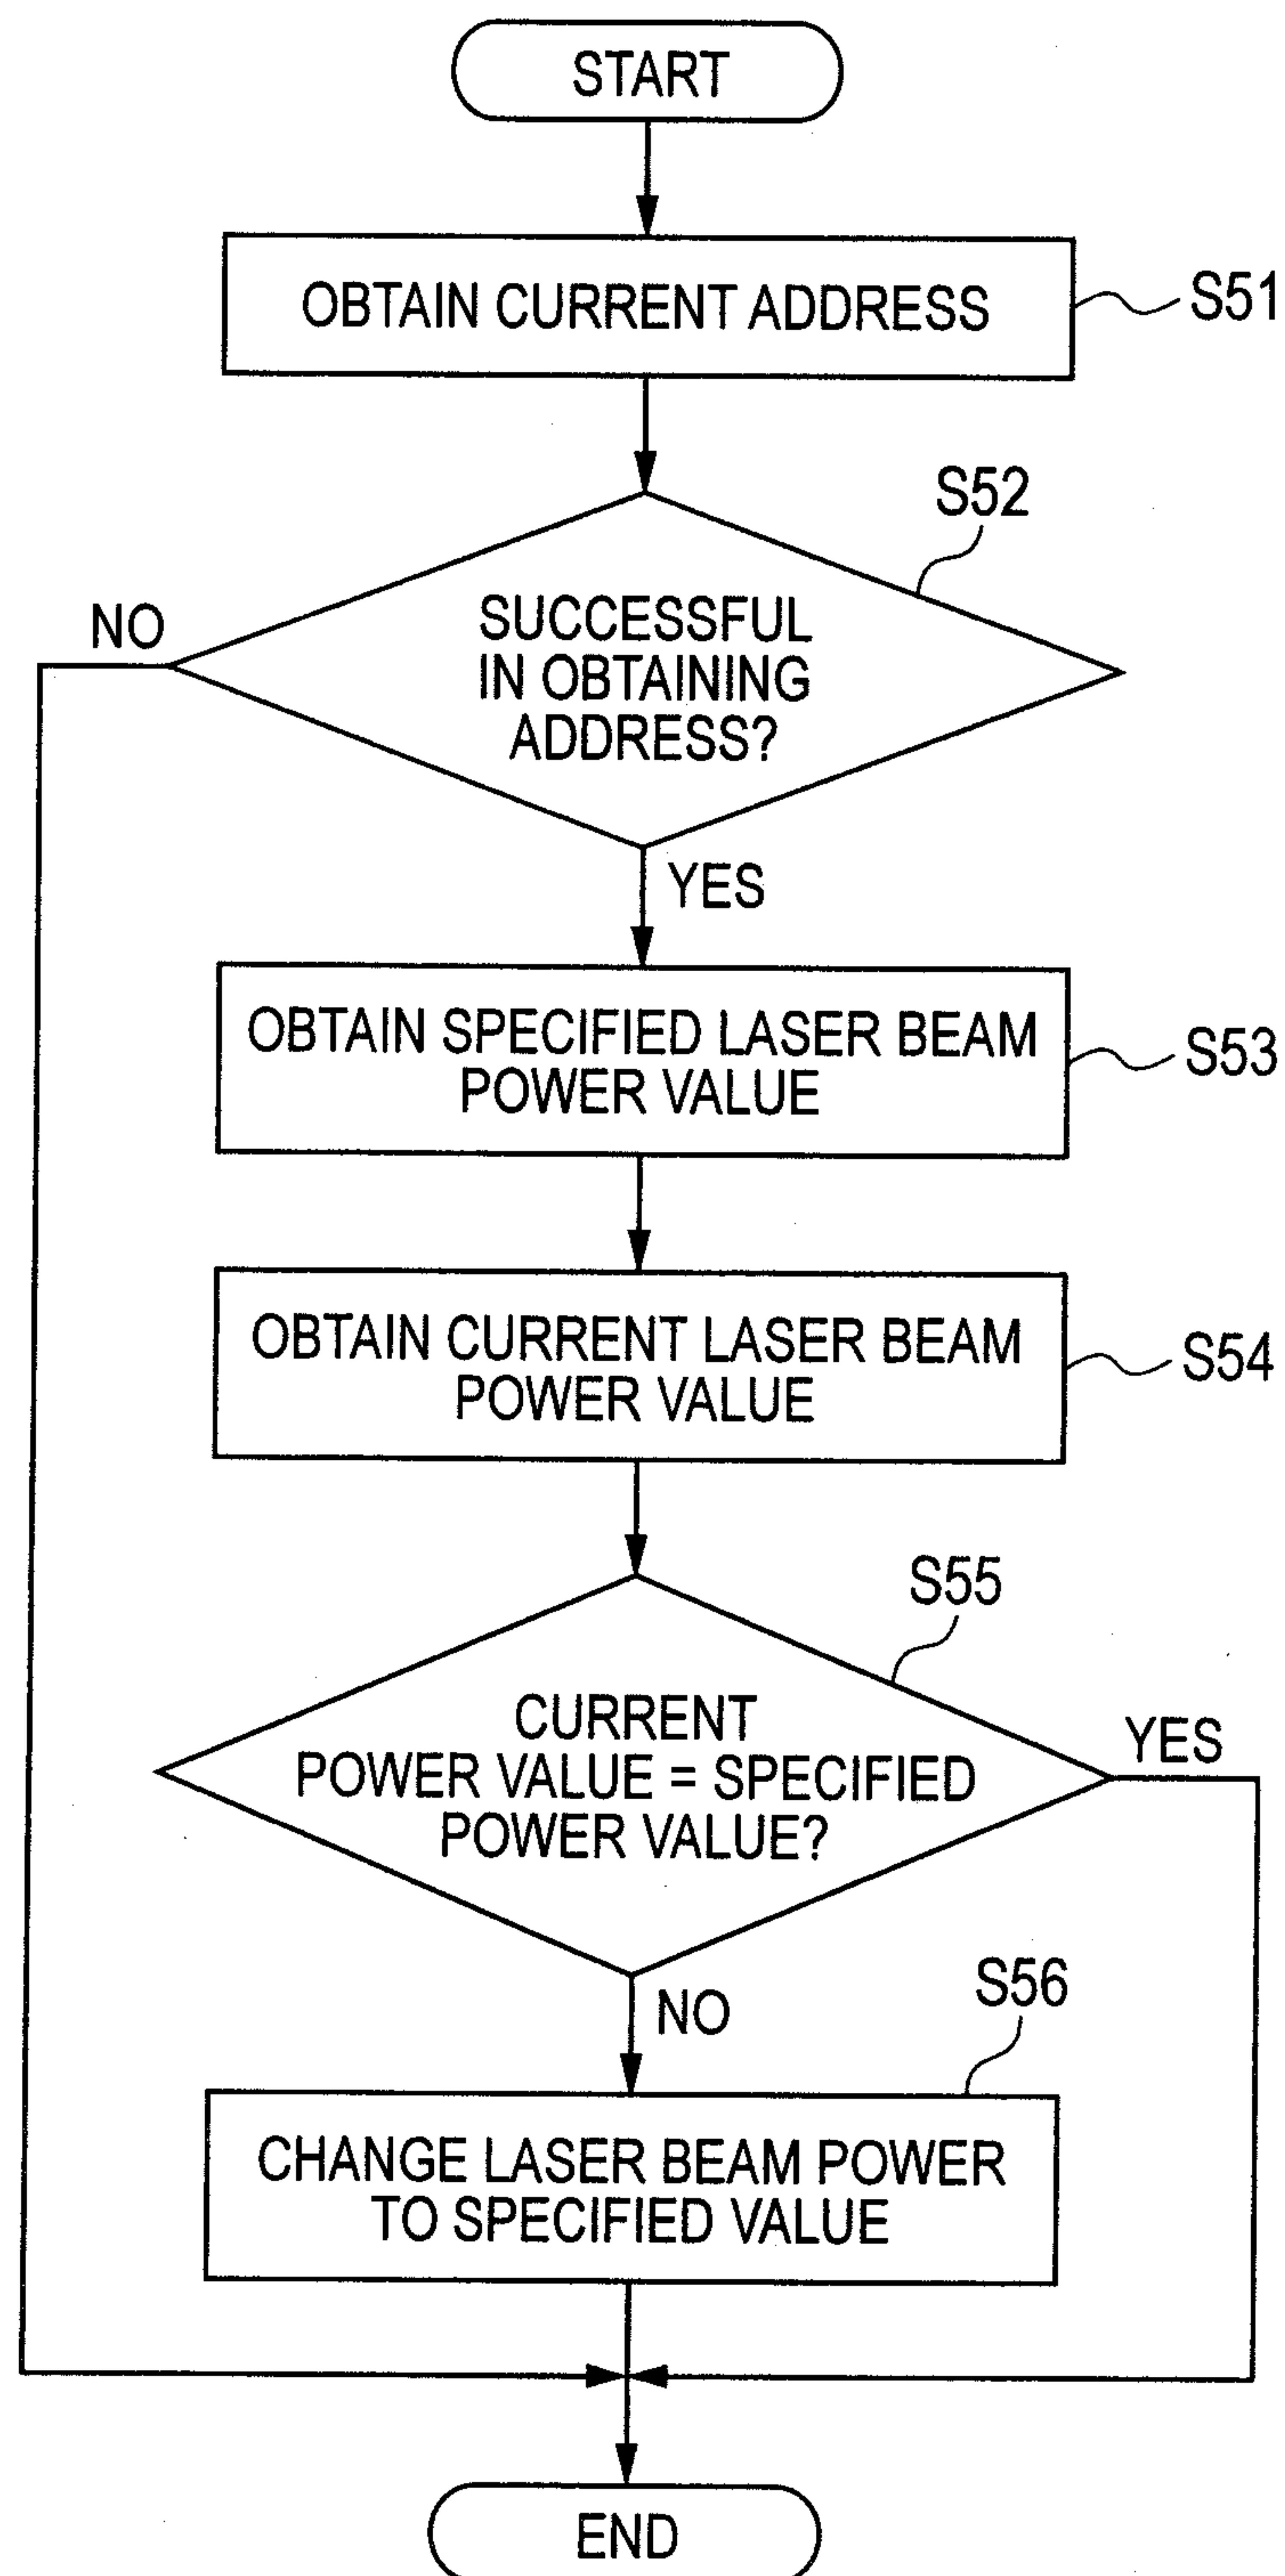 START
OBTAIN CURRENT ADDRESS
S51
S52
SUCCESSFUL
IN OBTAINING
ADDRESS?
NO
YES
OBTAIN SPECIFIED LASER BEAM
POWER VALUE
S53
OBTAIN CURRENT LASER BEAM
POWER VALUE
S54
S55
CURRENT
POWER VALUE = SPECIFIED
POWER VALUE?
YES
NO
S56
CHANGE LASER BEAM POWER
TO SPECIFIED VALUE
END